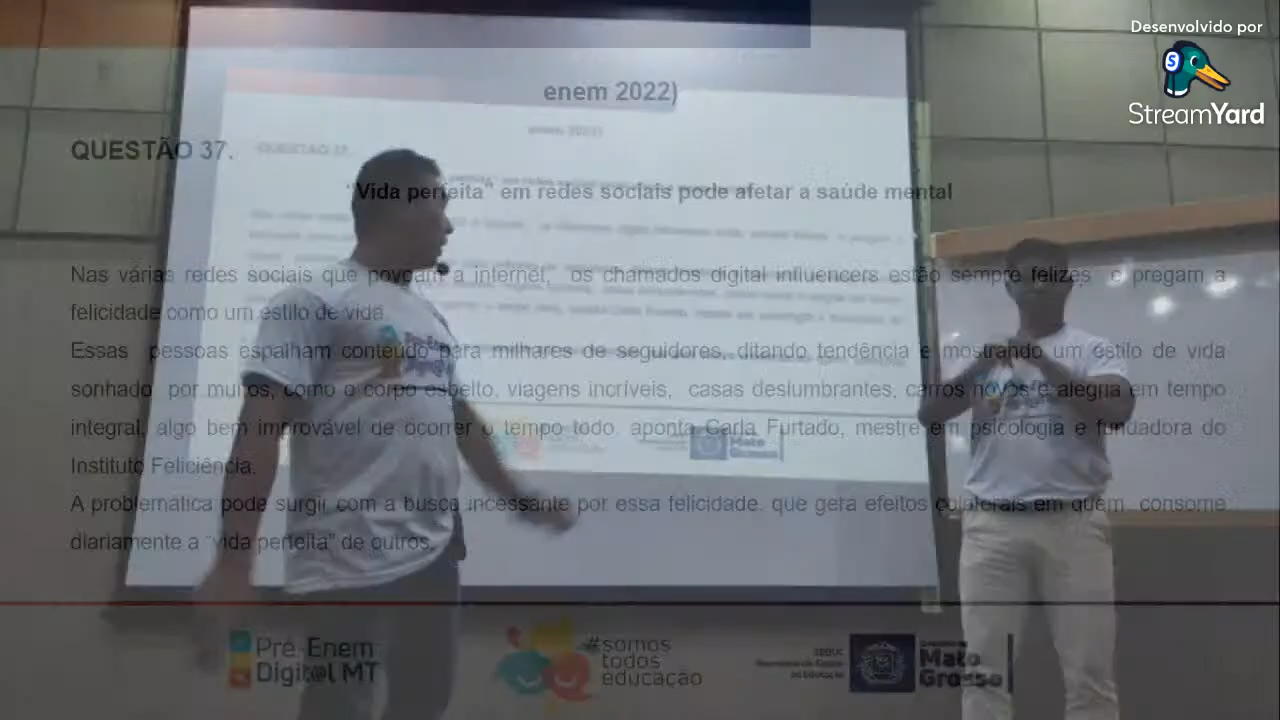 Desenvolvido por
StreamYard
enem 2022)
QUESTÃO 37.
"Vida perfeita" em redes sociais pode afetar a saúde mental
Nas várias redes sociais que povoam a internet, os chamados digital influencers estão sempre felizes e pregam a
felicidade como um estilo de vida.
Essas pessoas espalham conteúdo para milhares de seguidores, ditando tendência e mostrando um estilo de vida
sonhado por muitos, como o corpo esbelto, viagens incríveis, casas deslumbrantes, carros novos e alegria em tempo
integral, algo bem improvável de ocorrer o tempo todo, aponta Carla Furtado, mestre em psicologia e fundadora do
Instituto Feliciência.
A problemática pode surgir com a busca incessante por essa felicidade, que gera efeitos colaterais em quem consome
diariamente a "vida perfeita" de outros.
Pré-Enem
Digit@l MT
#somos
todos
educação
SEDUC
Secretaria de Estado
de Educação
Mato
Grosso